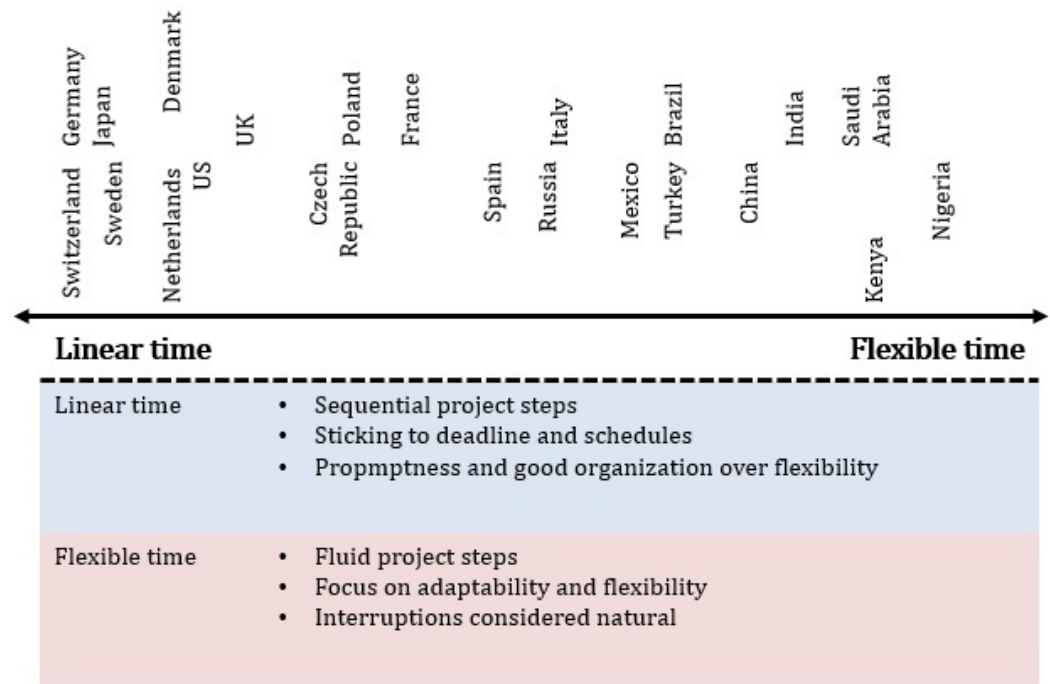 Germany
Japan
Denmark
UK
Poland
France
Italy
Brazil
India
Saudi
Arabia
Switzerland
Sweden
Netherlands
US
Czech
Republic
Spain
Russia
Mexico
Turkey
China
Kenya
Nigeria
Linear time
Flexible time
Linear time
• Sequential project steps
• Sticking to deadline and schedules
• Propmptness and good organization over flexibility
Flexible time
• Fluid project steps
• Focus on adaptability and flexibility
• Interruptions considered natural